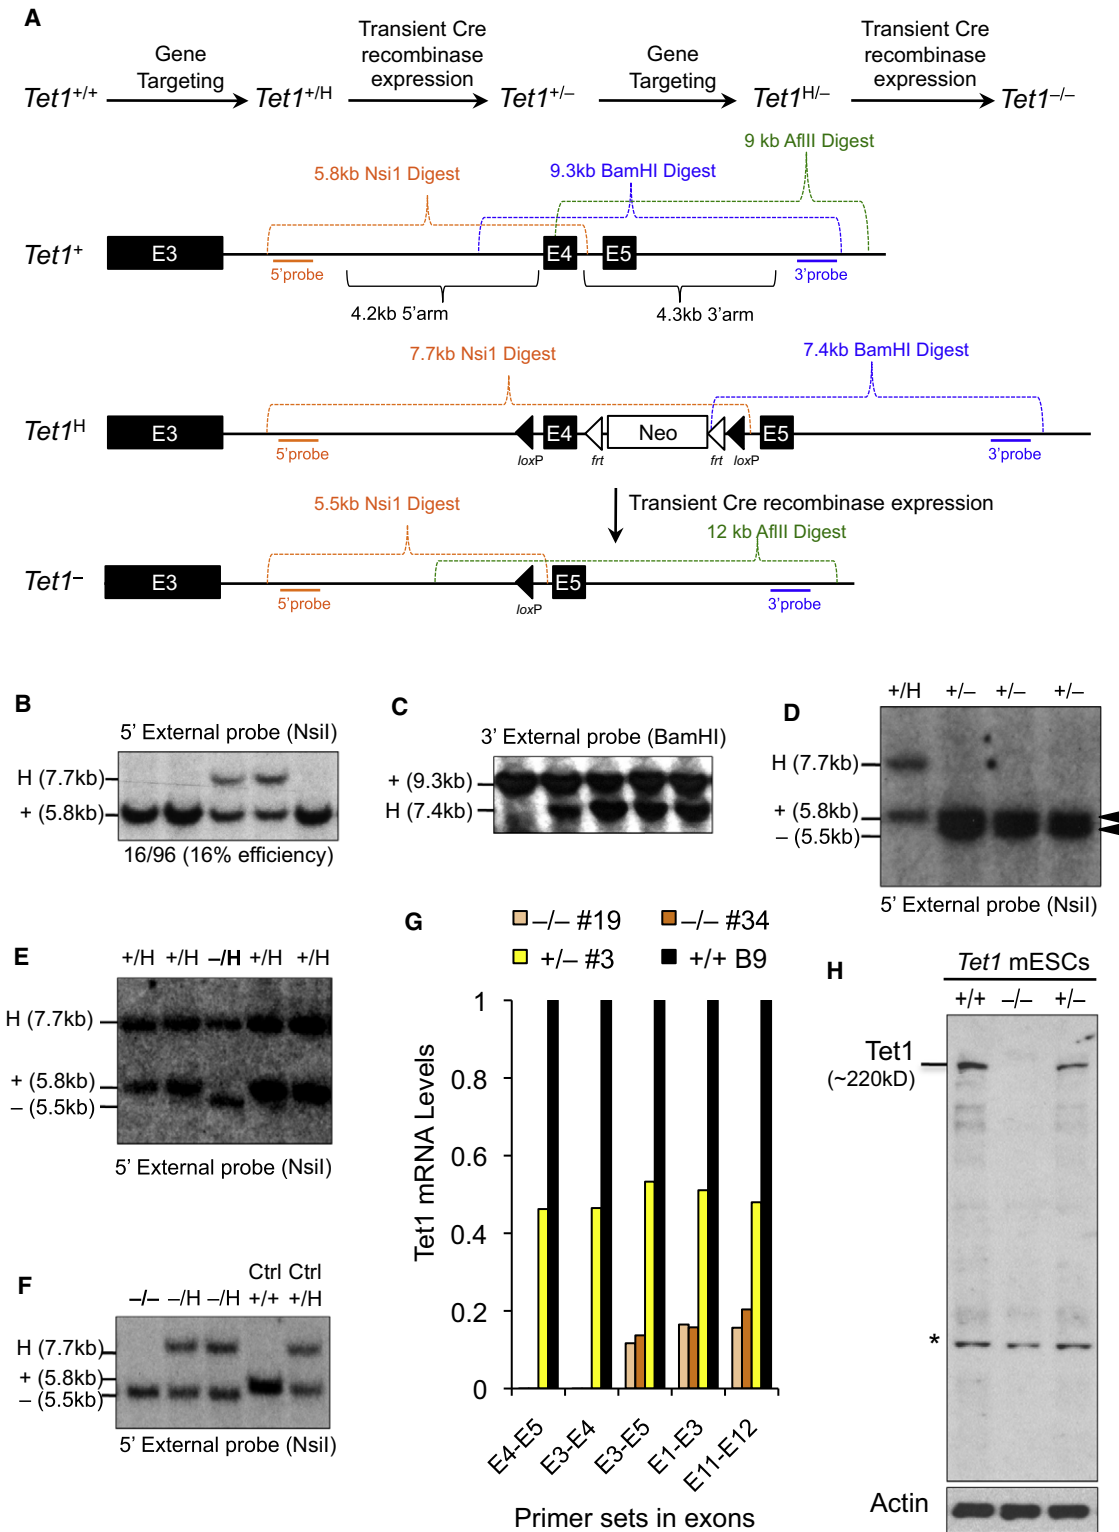 A
Gene Targeting
Transient Cre recombinase expression
Gene Targeting
Transient Cre recombinase expression
Tet1+/+
Tet1+/H
Tet1+/–
Tet1H/–
Tet1–/–
9 kb AflII Digest
5.8kb Nsi1 Digest
9.3kb BamHI Digest
Tet1+
E3
E4
E5
5'probe
3'probe
4.2kb 5'arm
4.3kb 3'arm
7.7kb Nsi1 Digest
7.4kb BamHI Digest
Tet1H
E3
E4
Neo
E5
5'probe
loxP
frt
frt
loxP
3'probe
Transient Cre recombinase expression
5.5kb Nsi1 Digest
12 kb AflII Digest
Tet1–
E3
E5
5'probe
loxP
3'probe
B
5' External probe (NsiI)
H (7.7kb)
+ (5.8kb)
16/96 (16% efficiency)
C
3' External probe (BamHI)
+ (9.3kb)
H (7.4kb)
D
+/H +/– +/– +/–
H (7.7kb)
+ (5.8kb)
– (5.5kb)
5' External probe (NsiI)
E
+/H +/H –/H +/H +/H
H (7.7kb)
+ (5.8kb)
– (5.5kb)
5' External probe (NsiI)
F
Ctrl Ctrl
–/– –/H –/H +/+ +/H
H (7.7kb)
+ (5.8kb)
– (5.5kb)
5' External probe (NsiI)
G
–/– #19
–/– #34
+/– #3
+/+ B9
Tet1 mRNA Levels
1
0.8
0.6
0.4
0.2
0
E4-E5
E3-E4
E3-E5
E1-E3
E11-E12
Primer sets in exons
H
Tet1 mESCs
+/+ –/– +/–
Tet1
(~220kD)
*
Actin